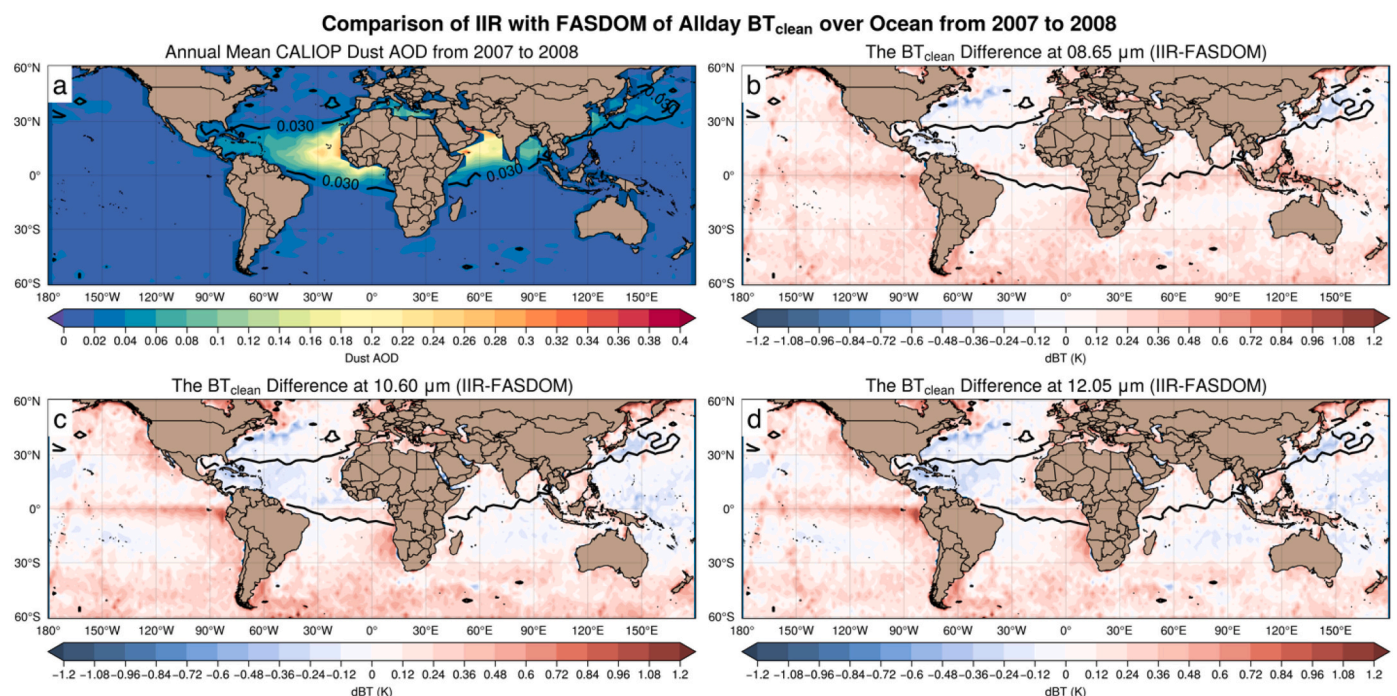 Comparison of IIR with FASDOM of Allday BTclean over Ocean from 2007 to 2008
Annual Mean CALIOP Dust AOD from 2007 to 2008
a
0.030
0.030
0.030
0.030
60°N
30°N
0°
30°S
60°S
180° 150°W 120°W 90°W 60°W 30°W 0° 30°E 60°E 90°E 120°E 150°E
0 0.02 0.04 0.06 0.08 0.1 0.12 0.14 0.16 0.18 0.2 0.22 0.24 0.26 0.28 0.3 0.32 0.34 0.36 0.38 0.4
Dust AOD
The BTclean Difference at 08.65 µm (IIR-FASDOM)
b
60°N
30°N
0°
30°S
60°S
180° 150°W 120°W 90°W 60°W 30°W 0° 30°E 60°E 90°E 120°E 150°E
−1.2 −1.08−0.96−0.84−0.72 −0.6 −0.48−0.36−0.24−0.12 0 0.12 0.24 0.36 0.48 0.6 0.72 0.84 0.96 1.08 1.2
dBT (K)
The BTclean Difference at 10.60 µm (IIR-FASDOM)
c
60°N
30°N
0°
30°S
60°S
180° 150°W 120°W 90°W 60°W 30°W 0° 30°E 60°E 90°E 120°E 150°E
−1.2 −1.08−0.96−0.84−0.72 −0.6 −0.48−0.36−0.24−0.12 0 0.12 0.24 0.36 0.48 0.6 0.72 0.84 0.96 1.08 1.2
dBT (K)
The BTclean Difference at 12.05 µm (IIR-FASDOM)
d
60°N
30°N
0°
30°S
60°S
180° 150°W 120°W 90°W 60°W 30°W 0° 30°E 60°E 90°E 120°E 150°E
−1.2 −1.08−0.96−0.84−0.72 −0.6 −0.48−0.36−0.24−0.12 0 0.12 0.24 0.36 0.48 0.6 0.72 0.84 0.96 1.08 1.2
dBT (K)